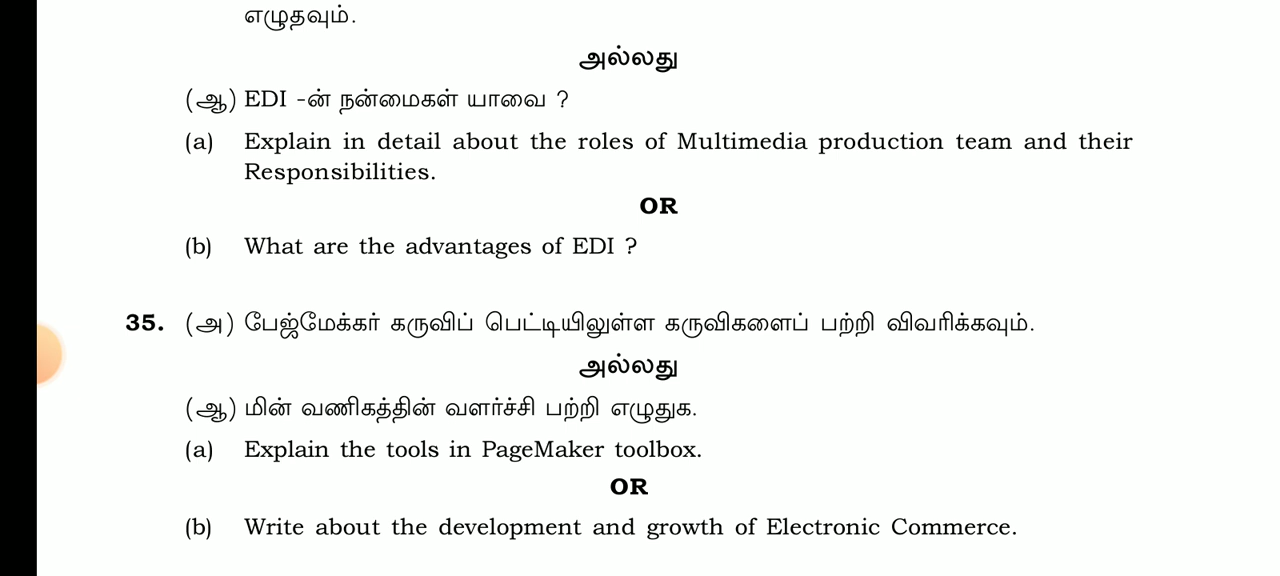 எழுதவும்.
அல்லது
(ஆ) EDI -ன் நன்மைகள் யாவை ?
(a) Explain in detail about the roles of Multimedia production team and their
Responsibilities.
OR
(b) What are the advantages of EDI ?
35. (அ) பேஜ்மேக்கர் கருவிப் பெட்டியிலுள்ள கருவிகளைப் பற்றி விவரிக்கவும்.
அல்லது
(ஆ) மின் வணிகத்தின் வளர்ச்சி பற்றி எழுதுக.
(a) Explain the tools in PageMaker toolbox.
OR
(b) Write about the development and growth of Electronic Commerce.